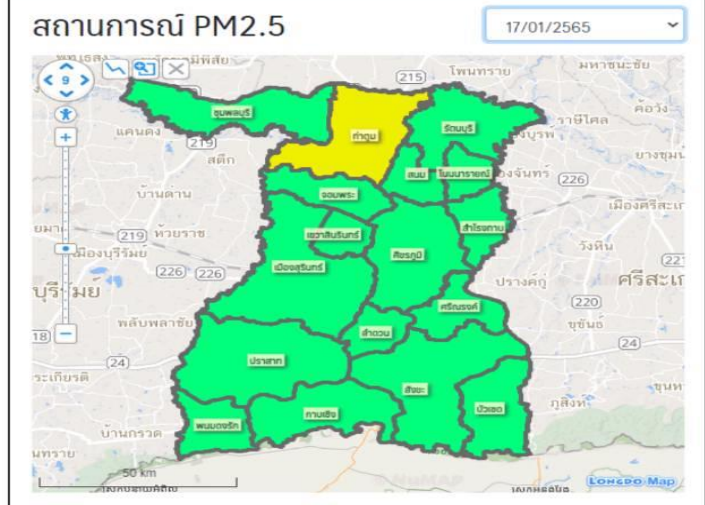 สถานการณ์ PM2.5
17/01/2565
9
215
โพนทราย
มหาชนะชัย
ชุมพลบุรี
ท่าตูม
รัตนบุรี
ราษีไศล
ค้อวัง
แคนดง
219
สตึก
สนม
โนนนารายณ์
226
ยางชุมน
จอมพระ
บ้านด่าน
219
ห้วยราช
เขวาสินรินทร์
สำโรงทาบ
เมืองศรีสะเก
วังหิน
ศีขรภูมิ
เมืองบุรีรัมย์
226
226
เมืองสุรินทร์
ปรางค์กู่
ศรีสะเก
บุรีรัมย์
ศรีณรงค์
220
พลับพลาชัย
ขุขันธ์
ลำดวน
24
24
ปราสาท
สังขะ
ภูสิงห์
บัวเชด
กาบเชิง
พนมดงรัก
บ้านกรวด
50 km
LONGDO Map